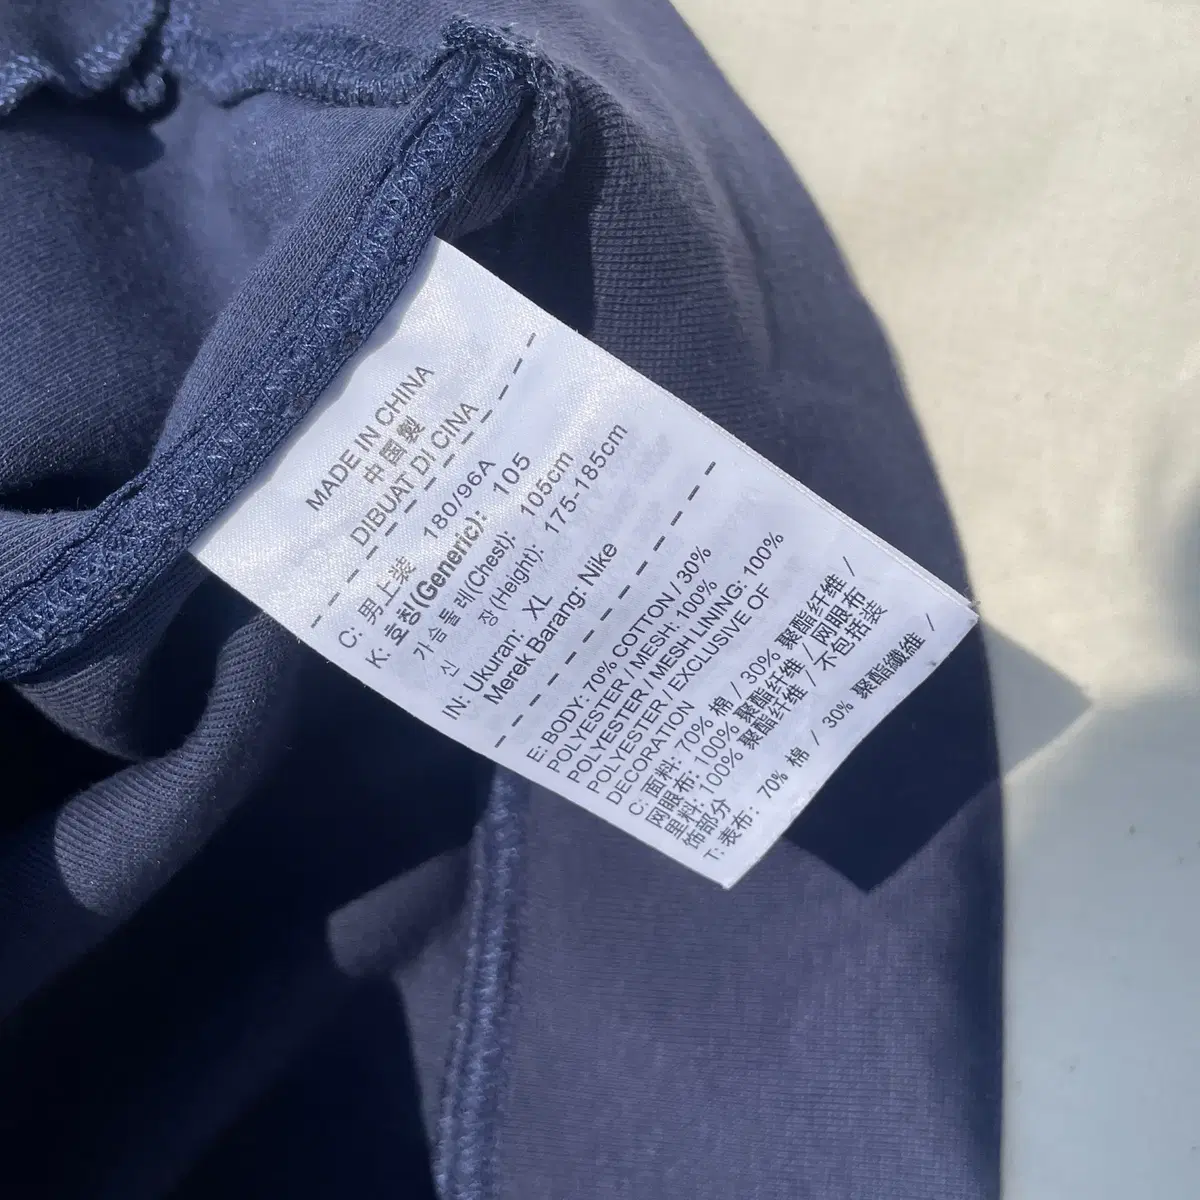 MADE IN CHINA
中國製
DIBUAT DI CINA
C: 男上装 180/96A
K: 호칭(Generic): 105
가슴둘레(Chest): 105cm
신 장(Height): 175-185cm
IN: Ukuran: XL
Merek Barang: Nike
E: BODY: 70% COTTON / 30%
POLYESTER / MESH: 100%
POLYESTER / MESH LINING: 100%
POLYESTER / EXCLUSIVE OF
DECORATION
C: 面料: 70% 棉 / 30% 聚酯纤维 /
网眼布: 100% 聚酯纤维 / 网眼布
里料: 100% 聚酯纤维 / 不包括装
饰部分
T: 表布: 70% 棉 / 30% 聚酯纖維 /